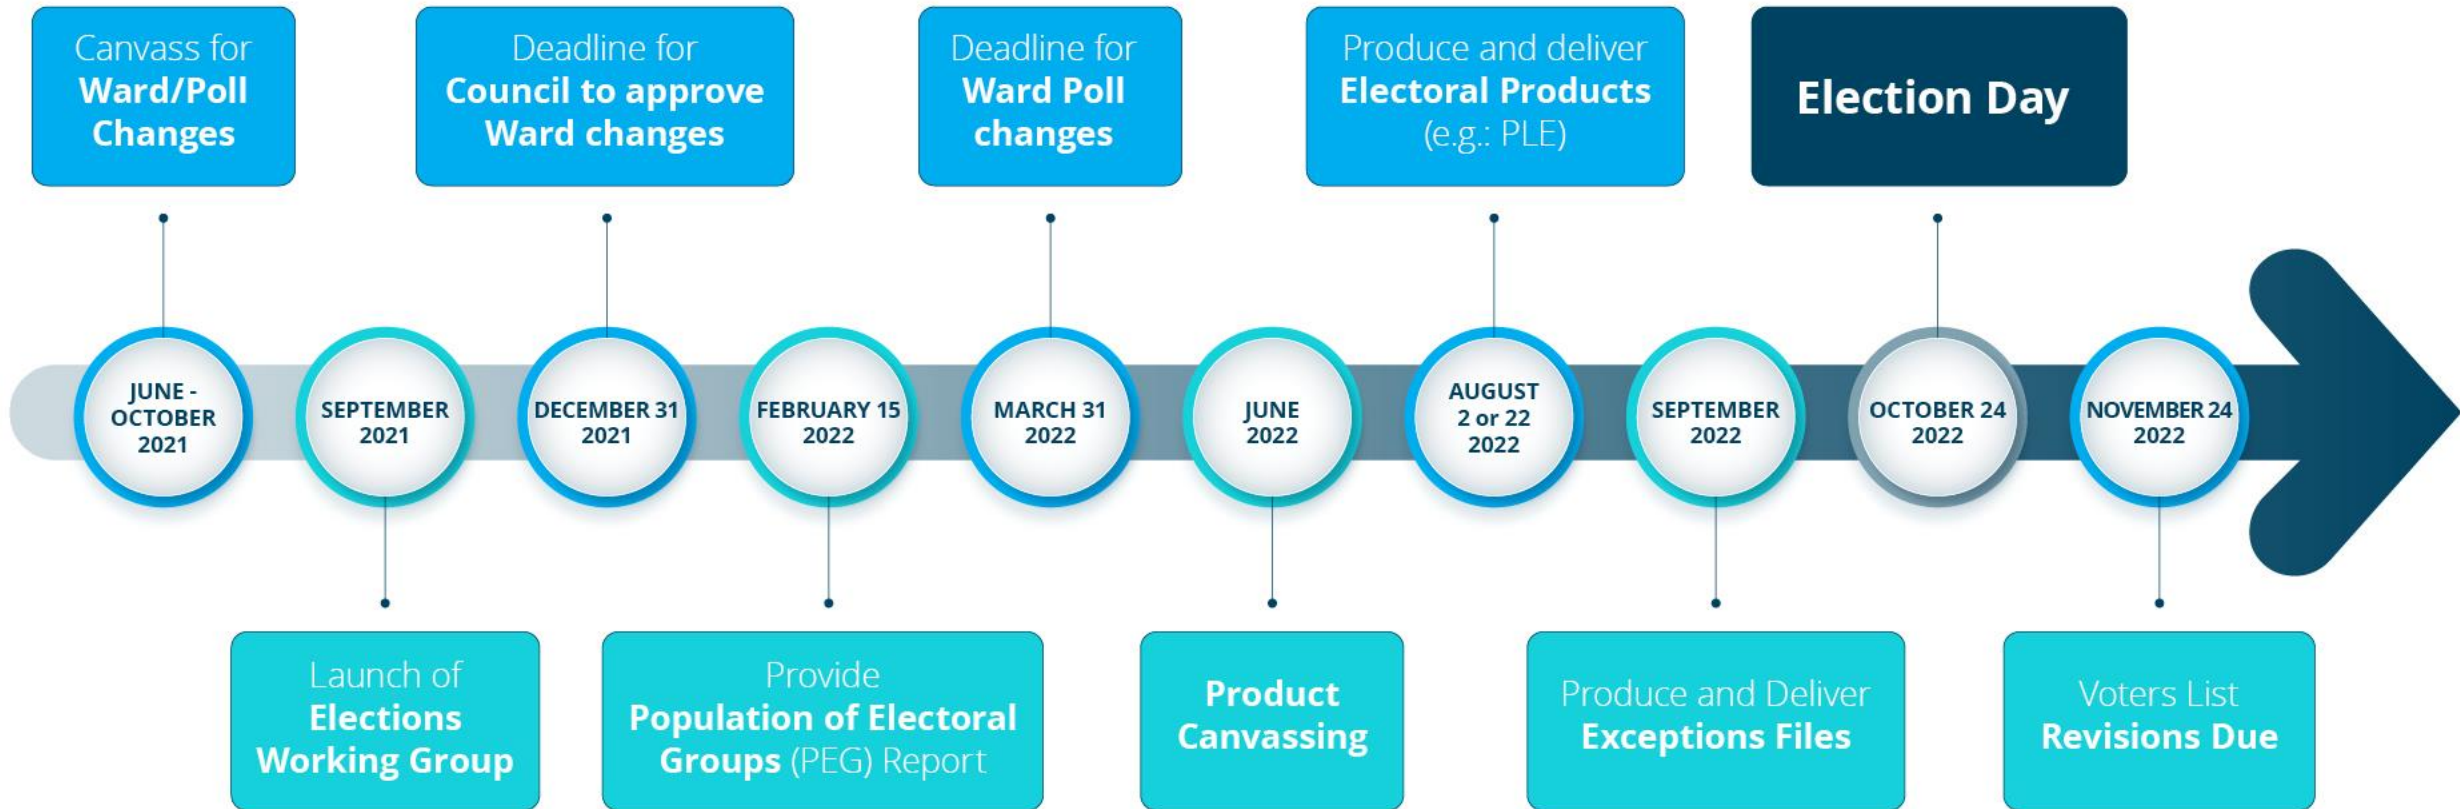 Canvass for
Ward/Poll
Changes
Deadline for
Council to approve
Ward changes
Deadline for
Ward Poll
changes
Produce and deliver
Electoral Products
(e.g.: PLE)
Election Day
JUNE -
OCTOBER
2021
SEPTEMBER
2021
DECEMBER 31
2021
FEBRUARY 15
2022
MARCH 31
2022
JUNE
2022
AUGUST
2 or 22
2022
SEPTEMBER
2022
OCTOBER 24
2022
NOVEMBER 24
2022
Launch of
Elections
Working Group
Provide
Population of Electoral
Groups (PEG) Report
Product
Canvassing
Produce and Deliver
Exceptions Files
Voters List
Revisions Due